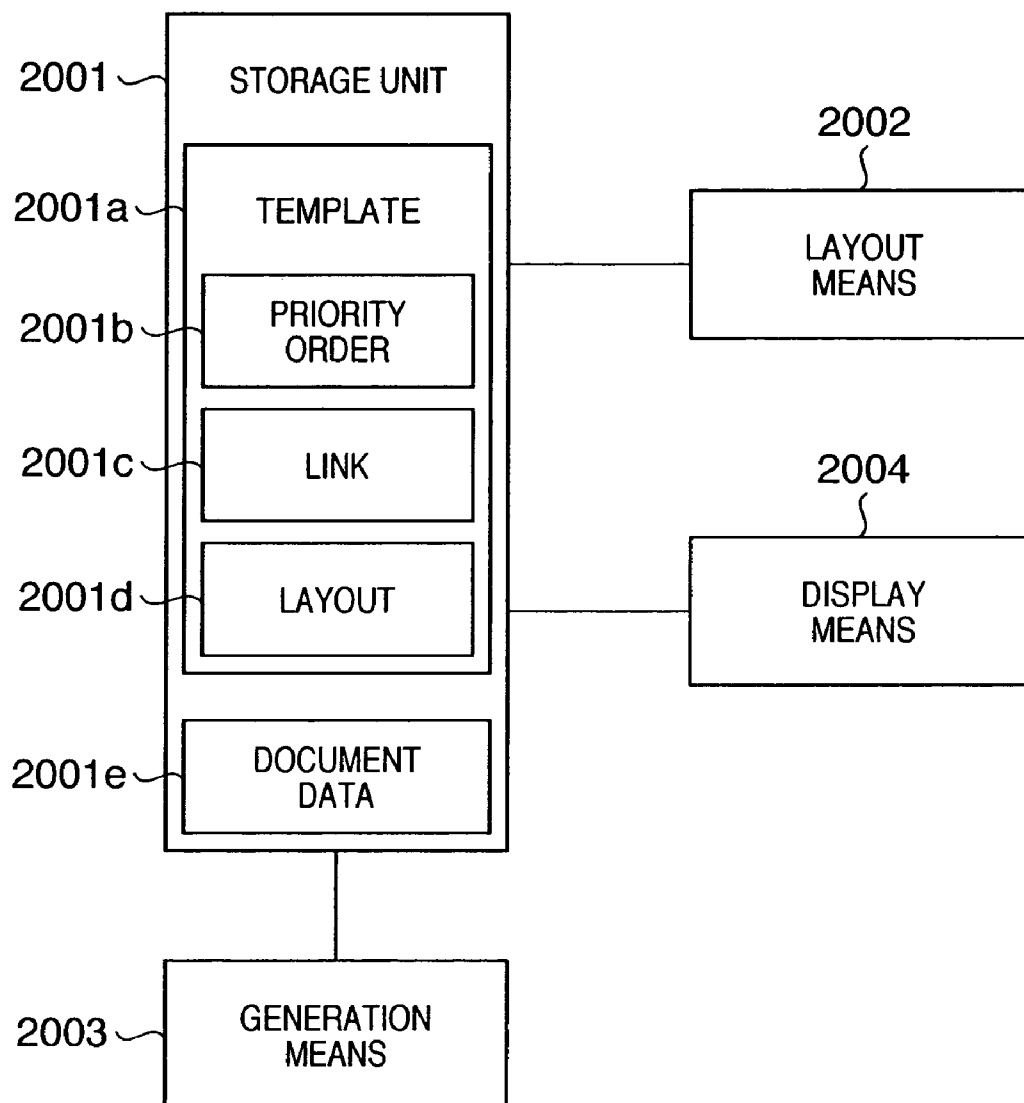 2001 STORAGE UNIT
2002
2001a TEMPLATE
LAYOUT
MEANS
2001b PRIORITY
ORDER
2001c LINK
2004
2001d LAYOUT
DISPLAY
MEANS
2001e DOCUMENT
DATA
2003 GENERATION
MEANS